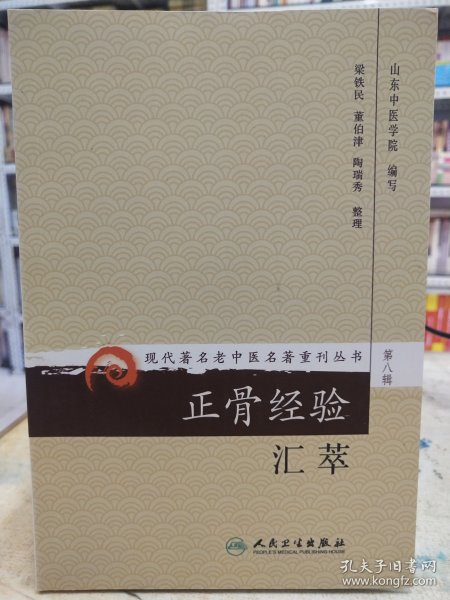 山东中医学院 编写
梁铁民 董伯津 陶瑞秀 整理
现代著名老中医名著重刊丛书
第八辑
正骨经验
汇萃
人民卫生出版社
PEOPLE'S MEDICAL PUBLISHING HOUSE
孔夫子旧书网
www.kongfz.com